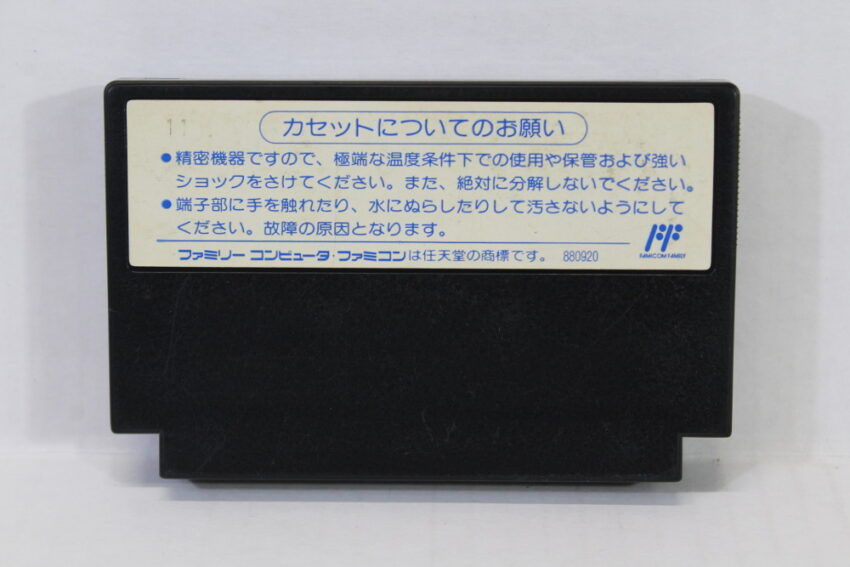 11
カセットについてのお願い
●精密機器ですので、極端な温度条件下での使用や保管および強い
ショックをさけてください。また、絶対に分解しないでください。
●端子部に手を触れたり、水にぬらしたりして汚さないようにして
ください。故障の原因となります。
FF
FAMICOM FAMILY
ファミリー コンピュータ・ファミコンは任天堂の商標です。 880920